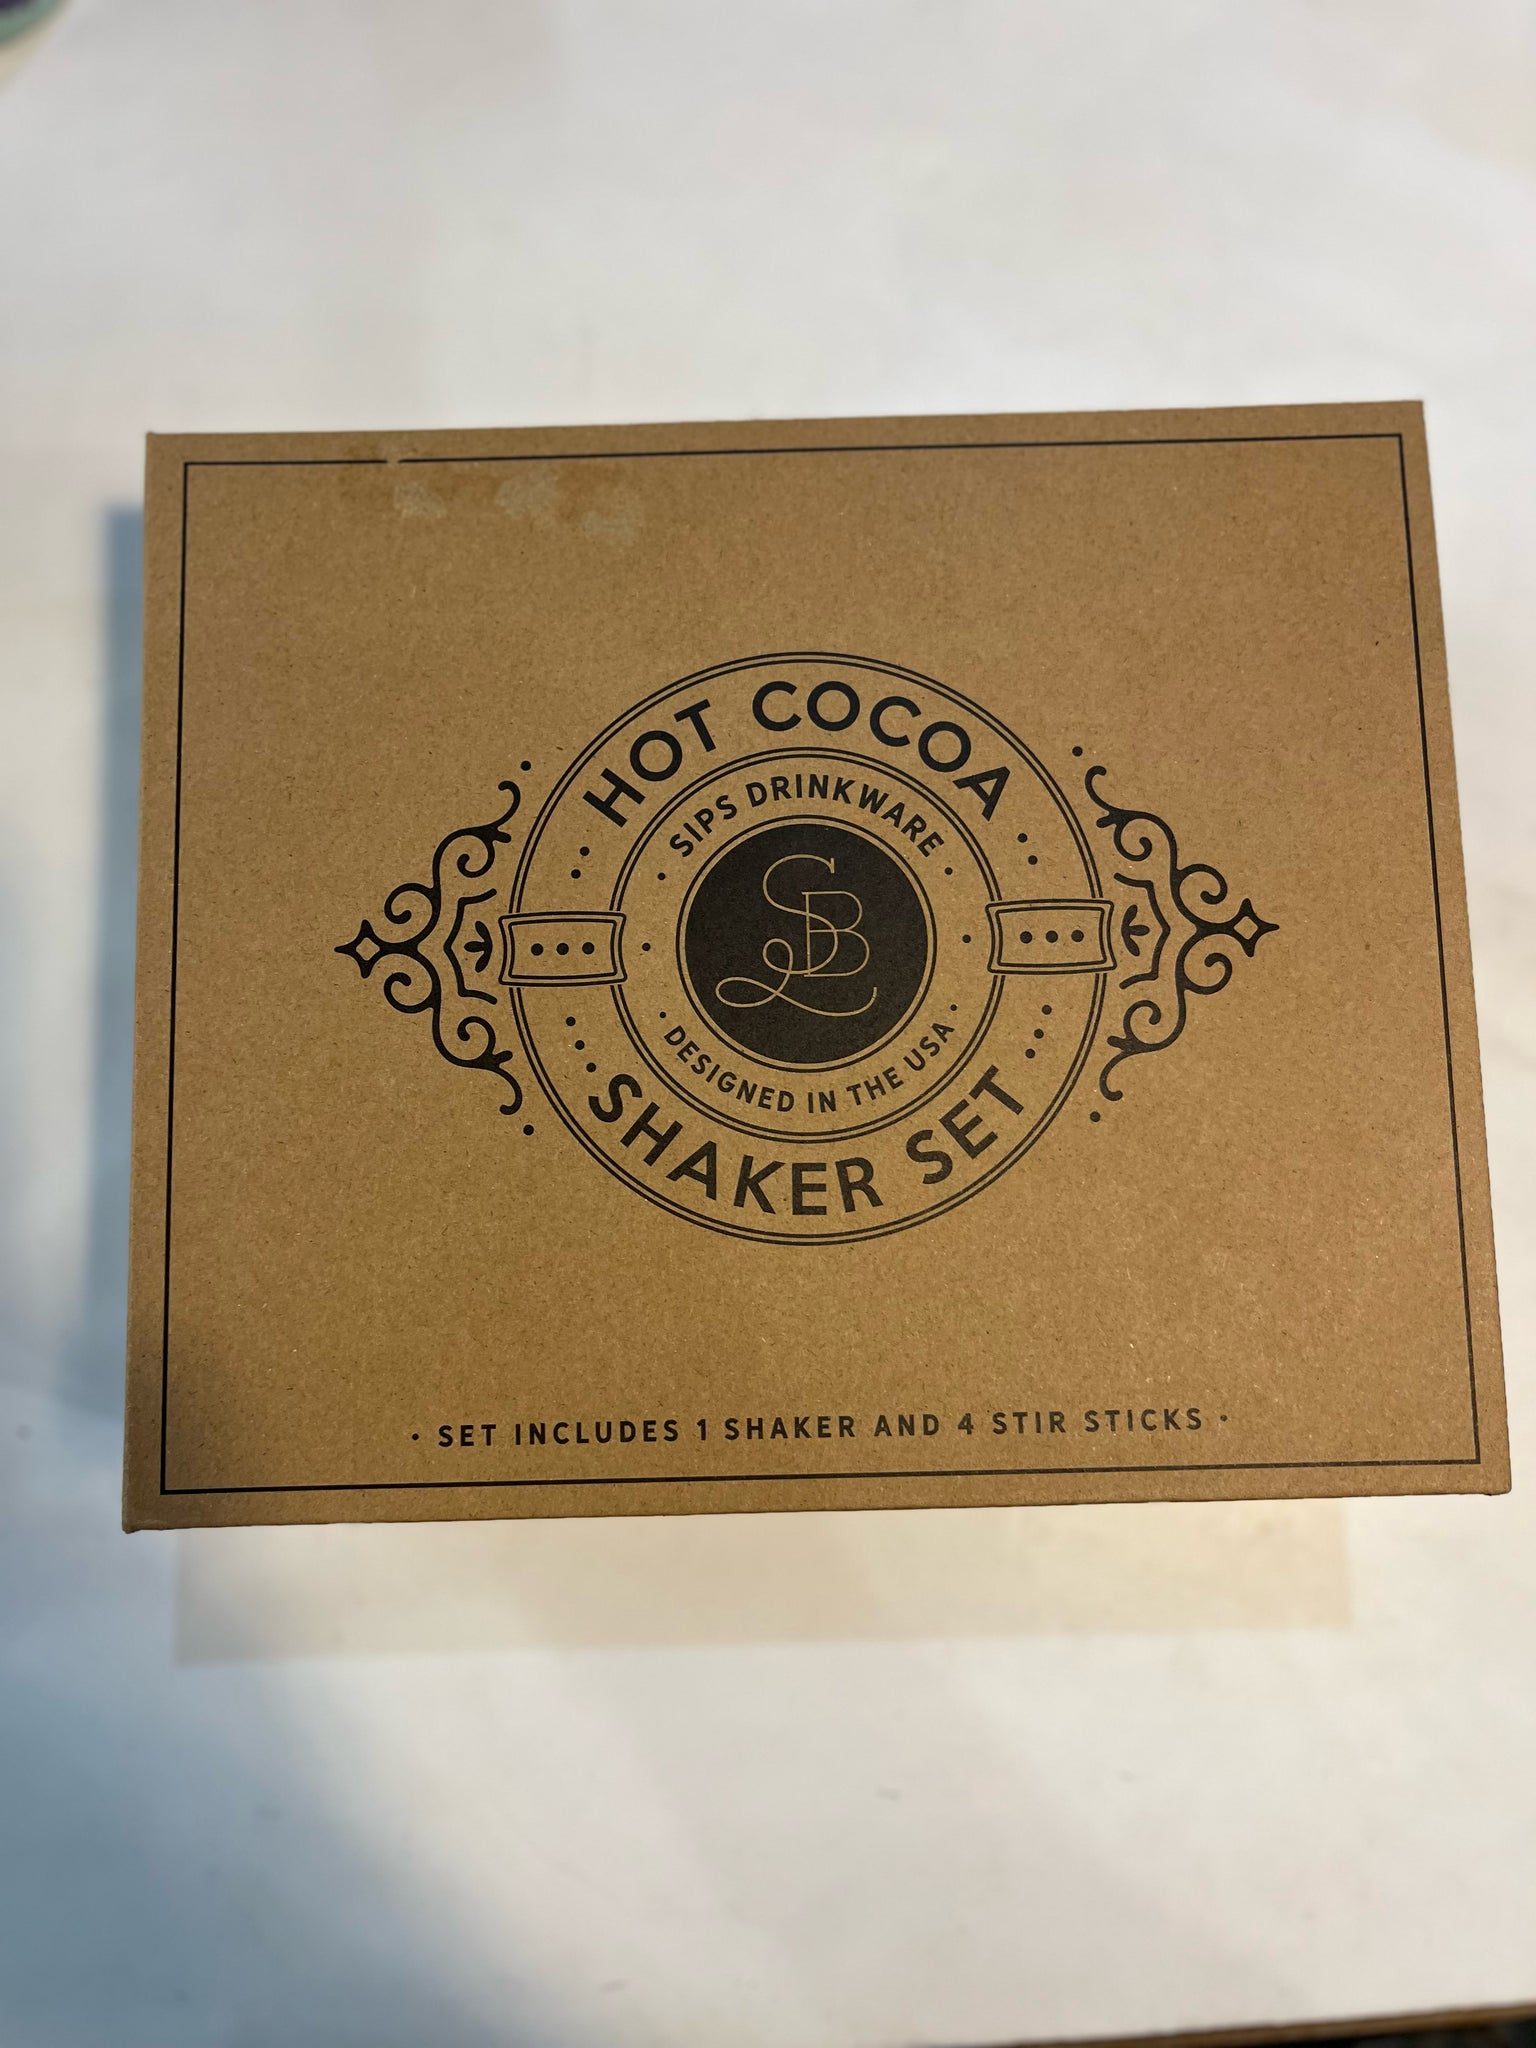 HOT COCOA
· SIPS DRINKWARE ·
SB
· DESIGNED IN THE USA ·
SHAKER SET
· SET INCLUDES 1 SHAKER AND 4 STIR STICKS ·